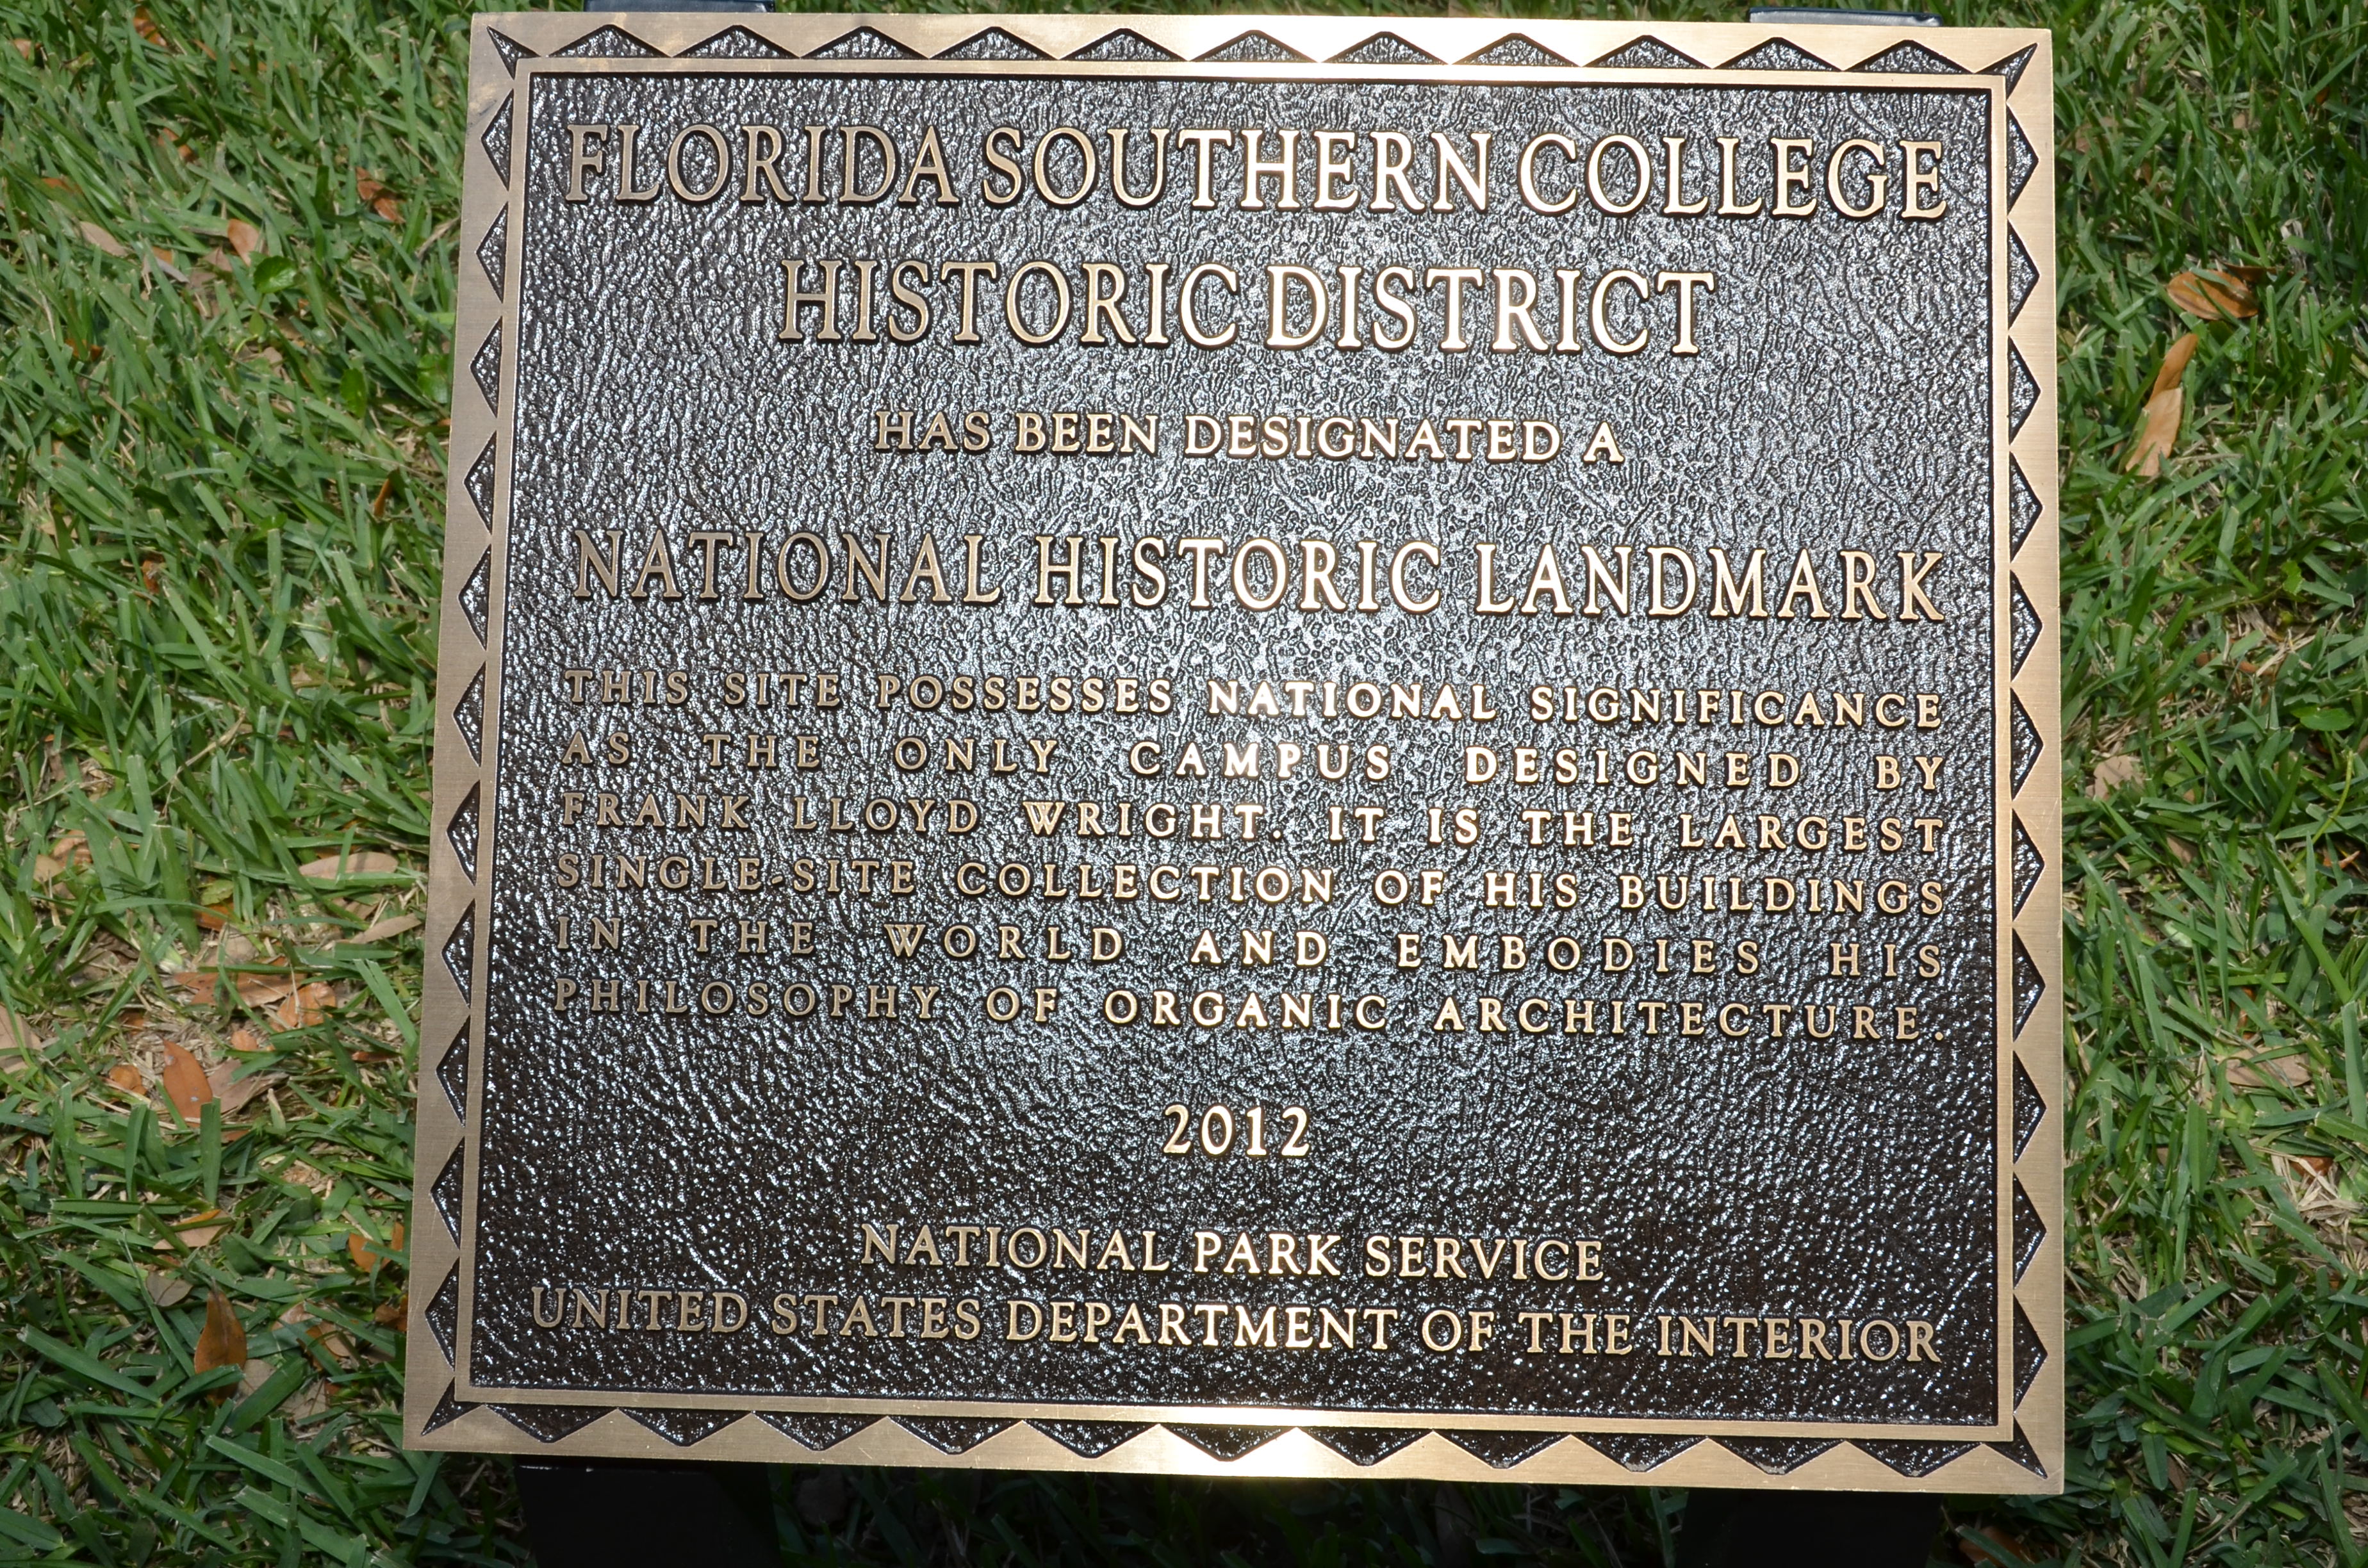 FLORIDA SOUTHERN COLLEGE
HISTORIC DISTRICT
HAS BEEN DESIGNATED A
NATIONAL HISTORIC LANDMARK
THIS SITE POSSESSES NATIONAL SIGNIFICANCE
AS THE ONLY CAMPUS DESIGNED BY
FRANK LLOYD WRIGHT. IT IS THE LARGEST
SINGLE-SITE COLLECTION OF HIS BUILDINGS
IN THE WORLD AND EMBODIES HIS
PHILOSOPHY OF ORGANIC ARCHITECTURE.
2012
NATIONAL PARK SERVICE
UNITED STATES DEPARTMENT OF THE INTERIOR